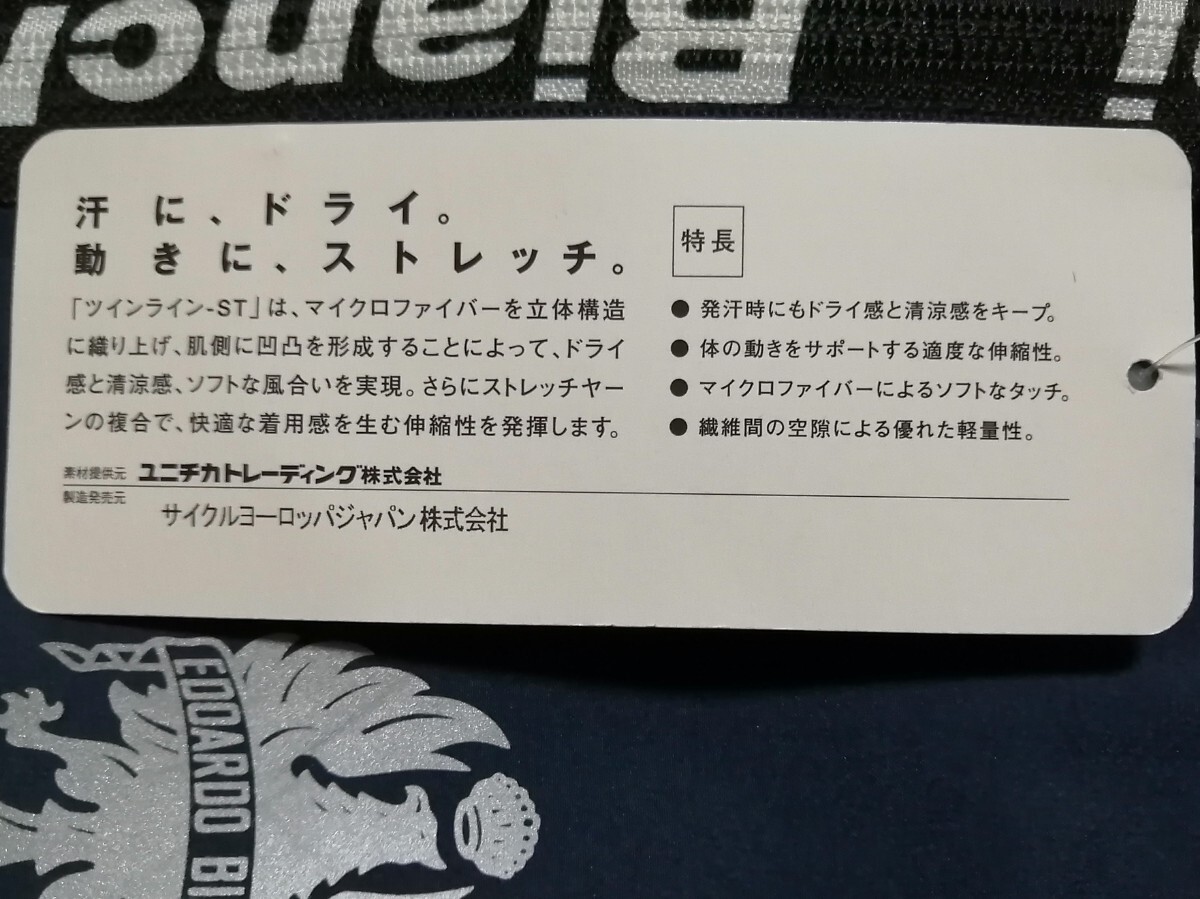 Bianchi
汗に、ドライ。
動きに、ストレッチ。
「ツインライン-ST」は、マイクロファイバーを立体構造
に織り上げ、肌側に凹凸を形成することによって、ドライ
感と清涼感、ソフトな風合いを実現。さらにストレッチヤー
ンの複合で、快適な着用感を生む伸縮性を発揮します。
特長
● 発汗時にもドライ感と清涼感をキープ。
● 体の動きをサポートする適度な伸縮性。
● マイクロファイバーによるソフトなタッチ。
● 繊維間の空隙による優れた軽量性。
素材提供元 ユニチカトレーディング株式会社
製造発売元
サイクルヨーロッパジャパン株式会社
EDOARDO BI